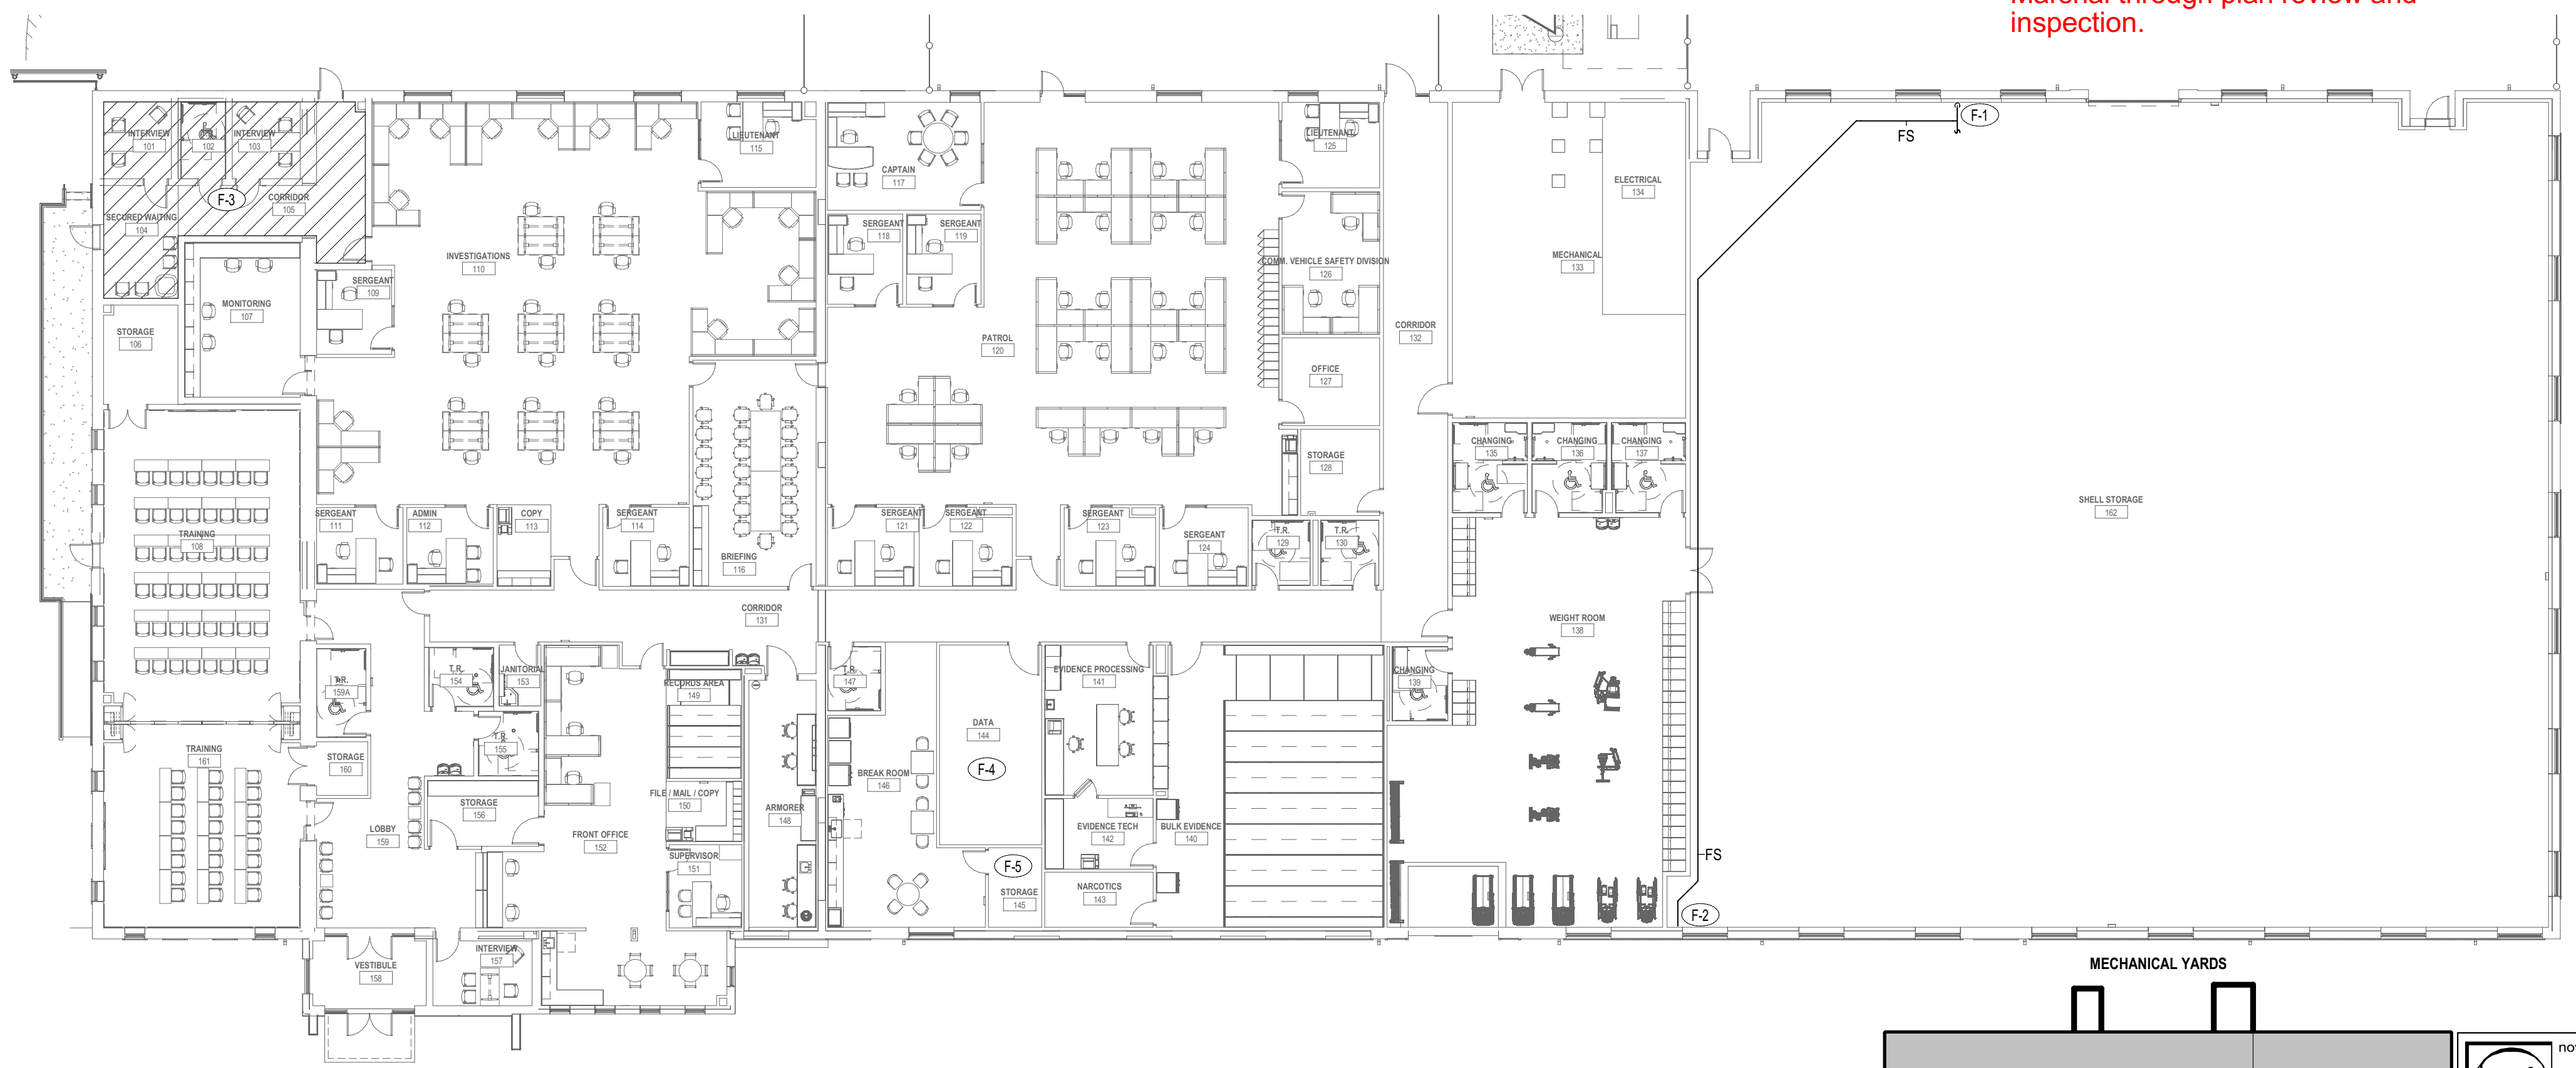 Marshal through plan review and
inspection.
F-1
FS
INTERVIEW
101
102
INTERVIEW
103
LIEUTENANT
115
CAPTAIN
117
LIEUTENANT
125
ELECTRICAL
134
F-3
CORRIDOR
105
SECURED WAITING
104
SERGEANT
118
SERGEANT
119
INVESTIGATIONS
110
COMM. VEHICLE SAFETY DIVISION
126
MECHANICAL
133
SERGEANT
109
MONITORING
107
STORAGE
106
PATROL
120
CORRIDOR
132
OFFICE
127
CHANGING
135
CHANGING
136
CHANGING
137
STORAGE
128
SHELL STORAGE
162
SERGEANT
111
ADMIN
112
COPY
113
SERGEANT
114
SERGEANT
121
SERGEANT
122
SERGEANT
123
SERGEANT
124
T.R.
129
T.R.
130
TRAINING
108
BRIEFING
116
CORRIDOR
131
WEIGHT ROOM
138
T.R.
159A
T.R.
154
JANITORIAL
153
RECORDS AREA
149
T.R.
147
EVIDENCE PROCESSING
141
CHANGING
139
DATA
144
T.R.
155
TRAINING
161
STORAGE
160
F-4
BREAK ROOM
146
FILE / MAIL / COPY
150
STORAGE
156
ARMORER
148
LOBBY
159
FRONT OFFICE
152
EVIDENCE TECH
142
BULK EVIDENCE
140
SUPERVISOR
151
F-5
STORAGE
145
NARCOTICS
143
FS
F-2
INTERVIEW
157
VESTIBULE
158
MECHANICAL YARDS